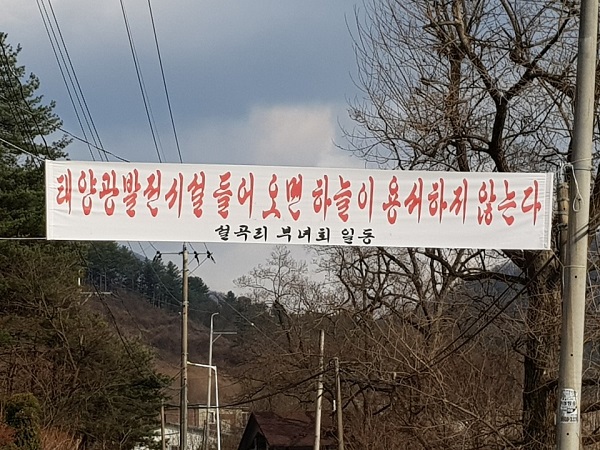 태양광발전시설 들어 오면 하늘이 용서하지 않는다
설곡리 부녀회 일동